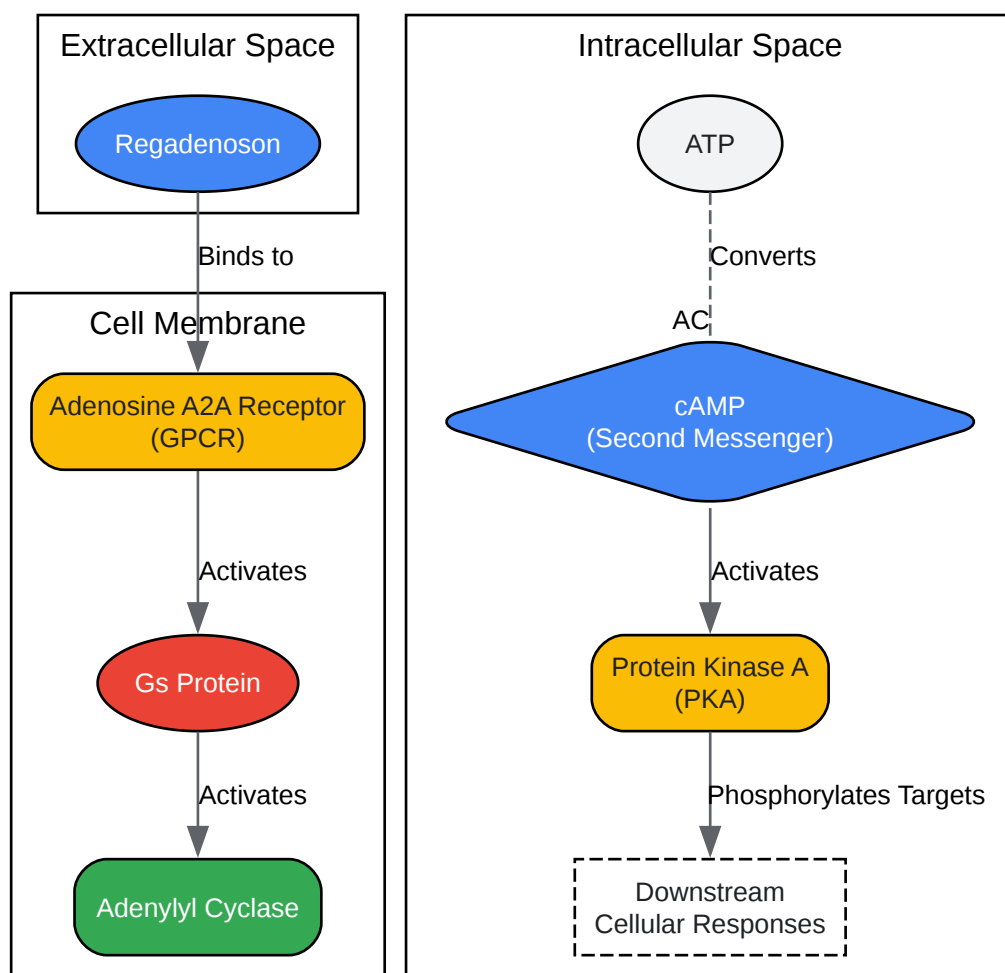 Extracellular Space
Regadenoson
Binds to
Cell Membrane
Adenosine A2A Receptor
(GPCR)
Activates
Gs Protein
Activates
Adenylyl Cyclase
Intracellular Space
ATP
Converts
AC
cAMP
(Second Messenger)
Activates
Protein Kinase A
(PKA)
Phosphorylates Targets
Downstream
Cellular Responses